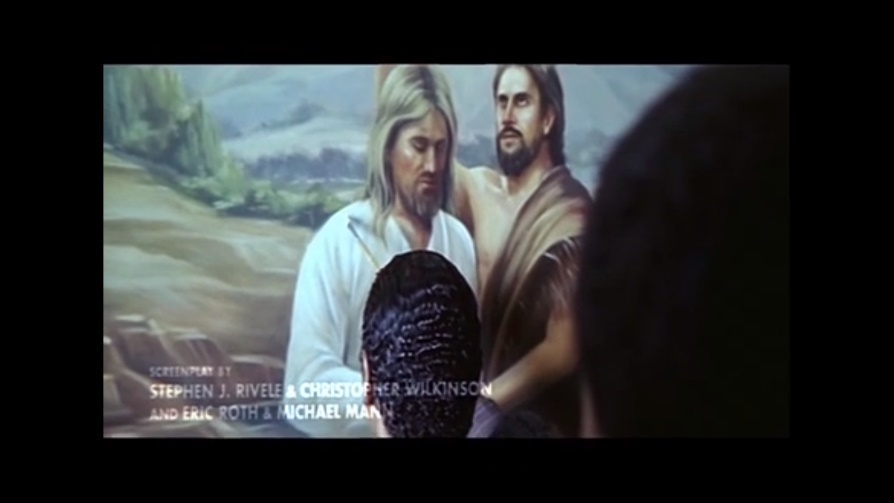 SCREENPLAY BY
STEPHEN J. RIVELE & CHRISTOPHER WILKINSON
AND ERIC ROTH & MICHAEL MANN